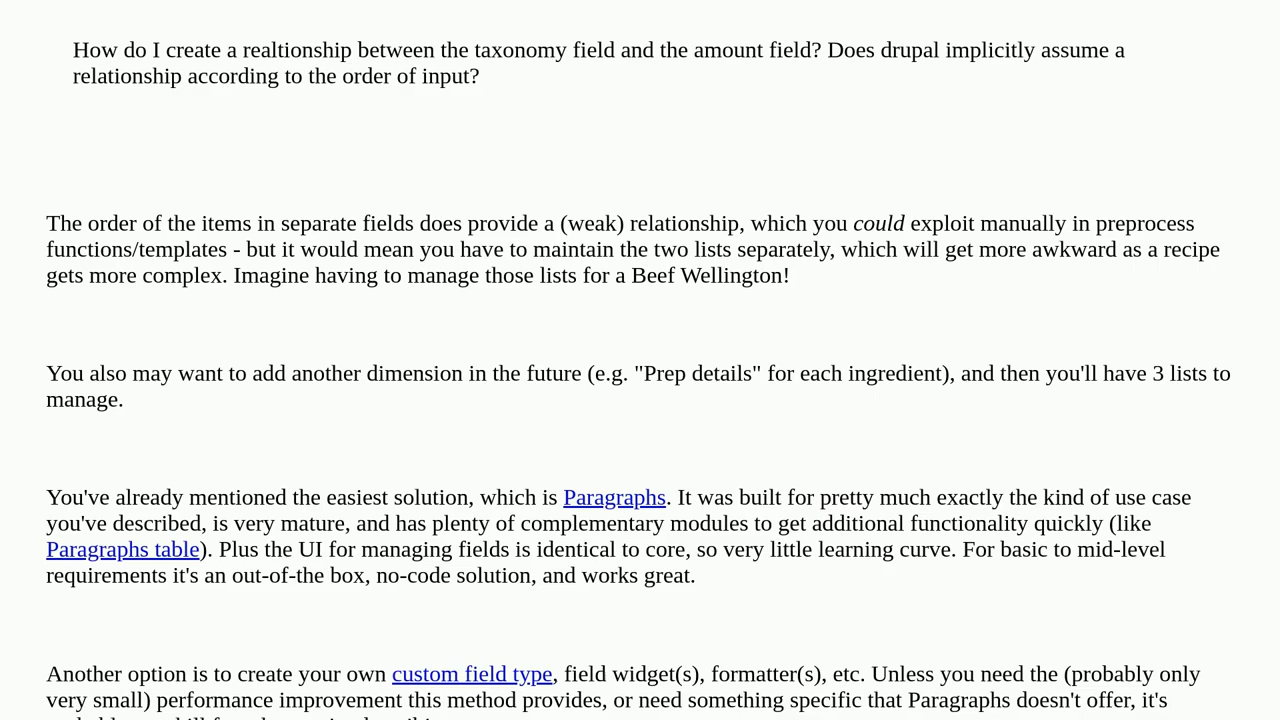 How do I create a realtionship between the taxonomy field and the amount field? Does drupal implicitly assume a
relationship according to the order of input?
The order of the items in separate fields does provide a (weak) relationship, which you could exploit manually in preprocess
functions/templates - but it would mean you have to maintain the two lists separately, which will get more awkward as a recipe
gets more complex. Imagine having to manage those lists for a Beef Wellington!
You also may want to add another dimension in the future (e.g. "Prep details" for each ingredient), and then you'll have 3 lists to
manage.
You've already mentioned the easiest solution, which is Paragraphs. It was built for pretty much exactly the kind of use case
you've described, is very mature, and has plenty of complementary modules to get additional functionality quickly (like
Paragraphs table). Plus the UI for managing fields is identical to core, so very little learning curve. For basic to mid-level
requirements it's an out-of-the box, no-code solution, and works great.
Another option is to create your own custom field type, field widget(s), formatter(s), etc. Unless you need the (probably only
very small) performance improvement this method provides, or need something specific that Paragraphs doesn't offer, it's